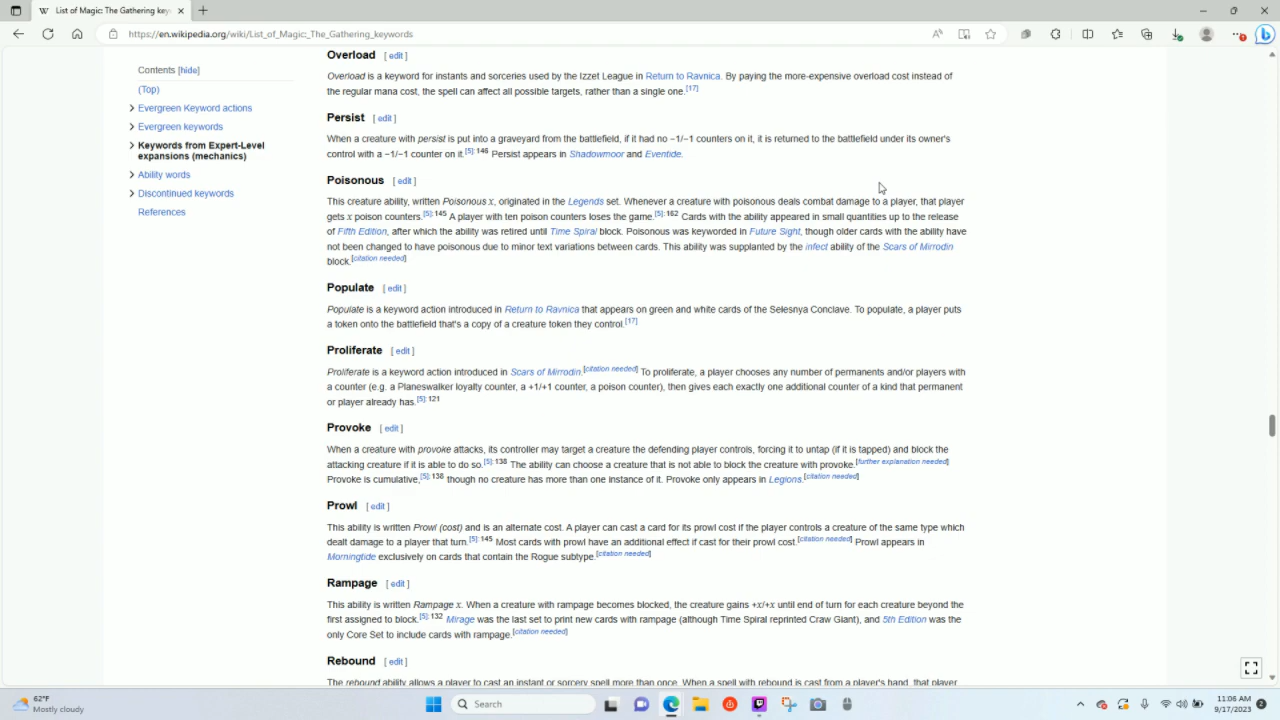 List of Magic: The Gathering key
https://en.wikipedia.org/wiki/List_of_Magic:_The_Gathering_keywords
Contents [hide]
(Top)
Evergreen Keyword actions
Evergreen keywords
Keywords from Expert-Level
expansions (mechanics)
Ability words
Discontinued keywords
References
Overload [ edit ]
Overload is a keyword for instants and sorceries used by the Izzet League in Return to Ravnica. By paying the more-expensive overload cost instead of
the regular mana cost, the spell can affect all possible targets, rather than a single one.[17]
Persist [ edit ]
When a creature with persist is put into a graveyard from the battlefield, if it had no −1/−1 counters on it, it is returned to the battlefield under its owner's
control with a −1/−1 counter on it.[5]: 146 Persist appears in Shadowmoor and Eventide.
Poisonous [ edit ]
This creature ability, written Poisonous x, originated in the Legends set. Whenever a creature with poisonous deals combat damage to a player, that player
gets x poison counters.[5]: 145 A player with ten poison counters loses the game.[5]: 162 Cards with the ability appeared in small quantities up to the release
of Fifth Edition, after which the ability was retired until Time Spiral block. Poisonous was keyworded in Future Sight, though older cards with the ability have
not been changed to have poisonous due to minor text variations between cards. This ability was supplanted by the infect ability of the Scars of Mirrodin
block.[citation needed]
Populate [ edit ]
Populate is a keyword action introduced in Return to Ravnica that appears on green and white cards of the Selesnya Conclave. To populate, a player puts
a token onto the battlefield that's a copy of a creature token they control.[17]
Proliferate [ edit ]
Proliferate is a keyword action introduced in Scars of Mirrodin.[citation needed] To proliferate, a player chooses any number of permanents and/or players with
a counter (e.g. a Planeswalker loyalty counter, a +1/+1 counter, a poison counter), then gives each exactly one additional counter of a kind that permanent
or player already has.[5]: 121
Provoke [ edit ]
When a creature with provoke attacks, its controller may target a creature the defending player controls, forcing it to untap (if it is tapped) and block the
attacking creature if it is able to do so.[5]: 138 The ability can choose a creature that is not able to block the creature with provoke.[further explanation needed]
Provoke is cumulative,[5]: 138 though no creature has more than one instance of it. Provoke only appears in Legions.[citation needed]
Prowl [ edit ]
This ability is written Prowl (cost) and is an alternate cost. A player can cast a card for its prowl cost if the player controls a creature of the same type which
dealt damage to a player that turn.[5]: 145 Most cards with prowl have an additional effect if cast for their prowl cost.[citation needed] Prowl appears in
Morningtide exclusively on cards that contain the Rogue subtype.[citation needed]
Rampage [ edit ]
This ability is written Rampage x. When a creature with rampage becomes blocked, the creature gains +x/+x until end of turn for each creature beyond the
first assigned to block.[5]: 132 Mirage was the last set to print new cards with rampage (although Time Spiral reprinted Craw Giant), and 5th Edition was the
only Core Set to include cards with rampage.[citation needed]
Rebound [ edit ]
The rebound ability allows a player to cast an instant or sorcery spell more than once. When a spell with rebound is cast from a player's hand, that player
62°F
Mostly cloudy
Search
11:06 AM
9/17/2023
2